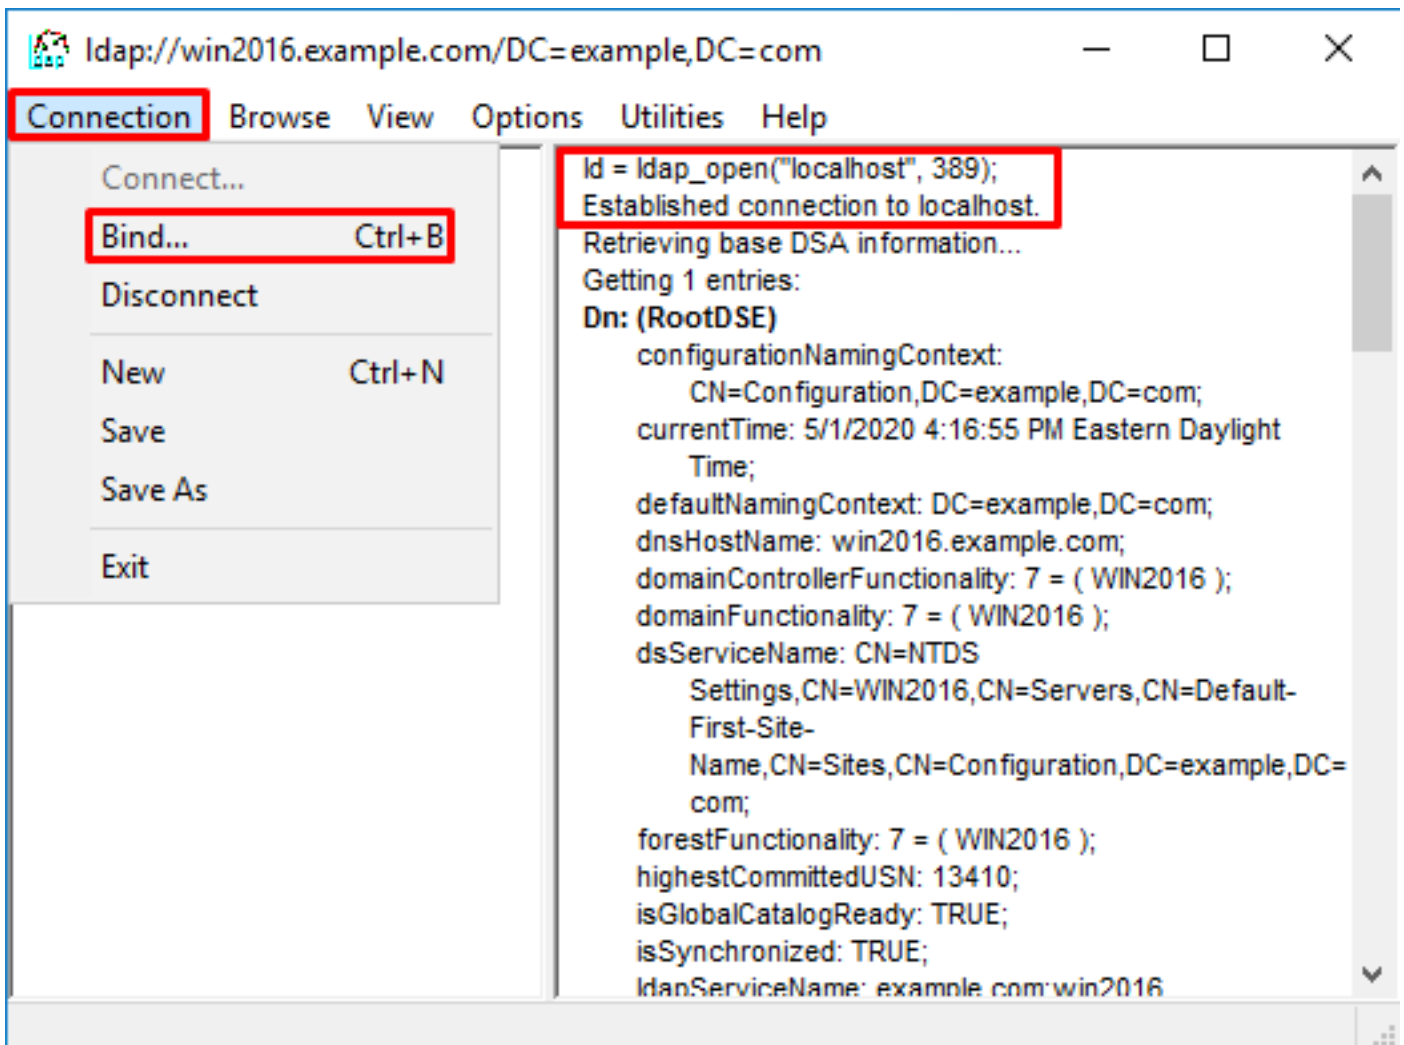 ldap://win2016.example.com/DC=example,DC=com
Connection Browse View Options Utilities Help
Connect...
Bind... Ctrl+B
Disconnect
New Ctrl+N
Save
Save As
Exit
ld = ldap_open("localhost", 389);
Established connection to localhost.
Retrieving base DSA information...
Getting 1 entries:
Dn: (RootDSE)
configurationNamingContext:
CN=Configuration,DC=example,DC=com;
currentTime: 5/1/2020 4:16:55 PM Eastern Daylight
Time;
defaultNamingContext: DC=example,DC=com;
dnsHostName: win2016.example.com;
domainControllerFunctionality: 7 = ( WIN2016 );
domainFunctionality: 7 = ( WIN2016 );
dsServiceName: CN=NTDS
Settings,CN=WIN2016,CN=Servers,CN=Default-
First-Site-
Name,CN=Sites,CN=Configuration,DC=example,DC=
com;
forestFunctionality: 7 = ( WIN2016 );
highestCommittedUSN: 13410;
isGlobalCatalogReady: TRUE;
isSynchronized: TRUE;
ldapServiceName: example.com:win2016